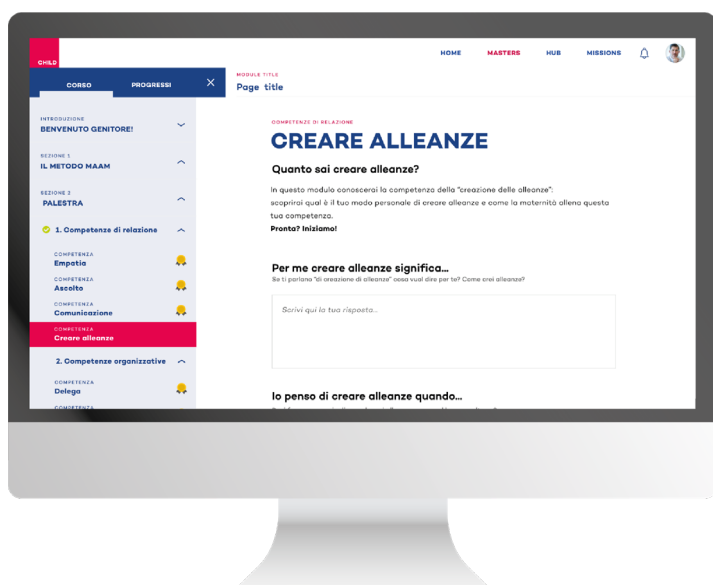 CHILD
HOME
MASTERS
HUB
MISSIONS
CORSO
PROGRESSI
MODULE TITLE
Page title
INTRODUZIONE
BENVENUTO GENITORE!
SEZIONE 1
IL METODO MAAM
SEZIONE 2
PALESTRA
1. Competenze di relazione
COMPETENZA
Empatia
COMPETENZA
Ascolto
COMPETENZA
Comunicazione
COMPETENZA
Creare alleanze
2. Competenze organizzative
COMPETENZA
Delega
COMPETENZA
COMPETENZE DI RELAZIONE
CREARE ALLEANZE
Quanto sai creare alleanze?
In questo modulo conoscerai la competenza della "creazione delle alleanze":
scoprirai qual è il tuo modo personale di creare alleanze e come la maternità allena questa
tua competenza.
Pronta? Iniziamo!
Per me creare alleanze significa...
Se ti parlano "di creazione di alleanze" cosa vuol dire per te? Come crei alleanze?
Scrivi qui la tua risposta...
Io penso di creare alleanze quando...